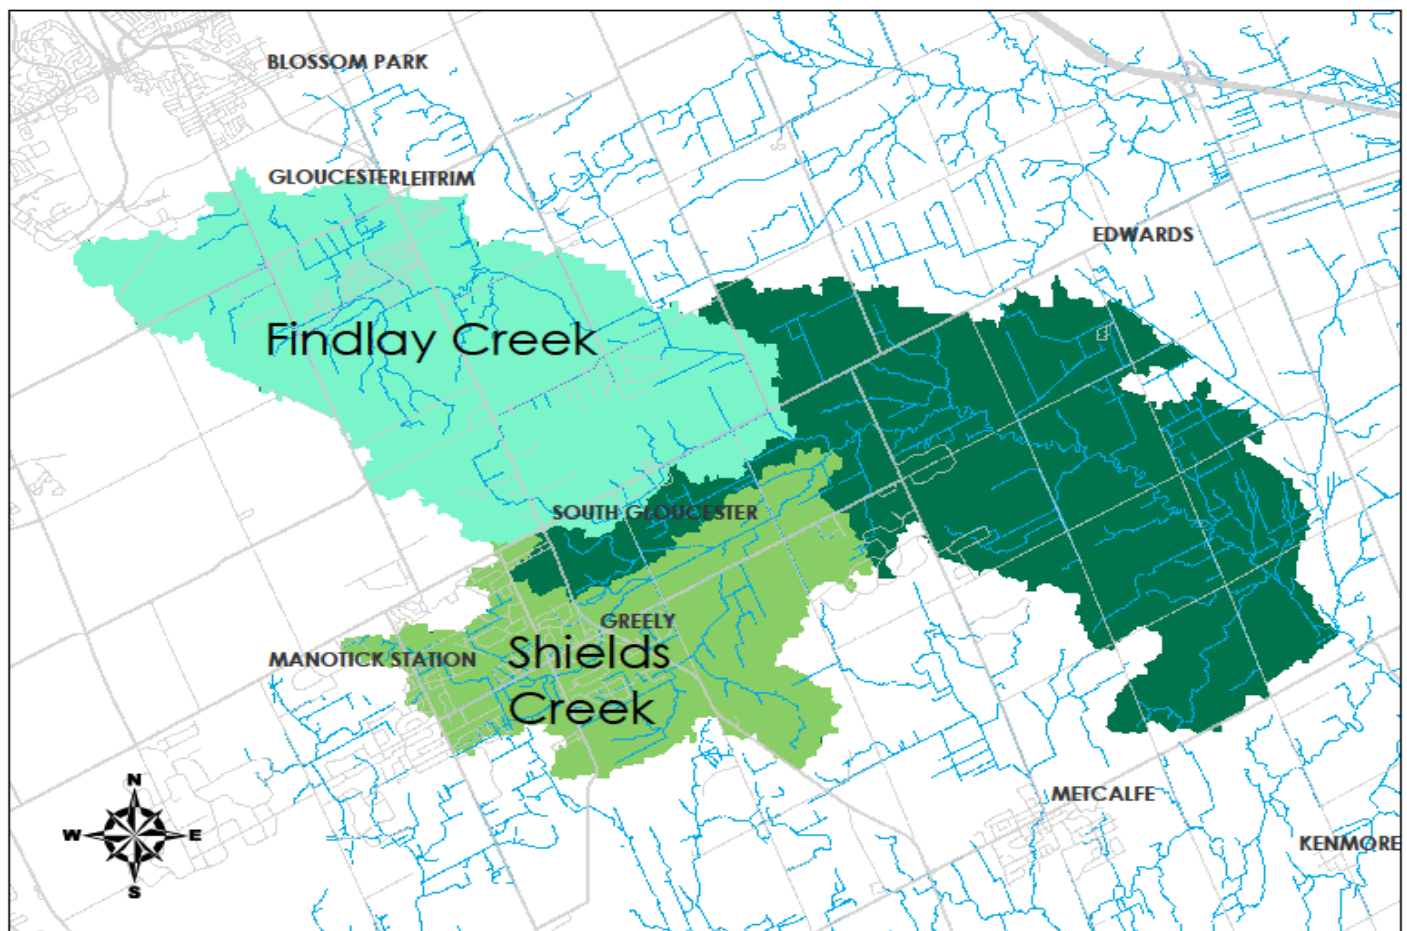 BLOSSOM PARK
GLOUCESTER LEITRIM
EDWARDS
Findlay Creek
SOUTH GLOUCESTER
GREELY
MANOTICK STATION
Shields
Creek
N
W E
S
METCALFE
KENMORE